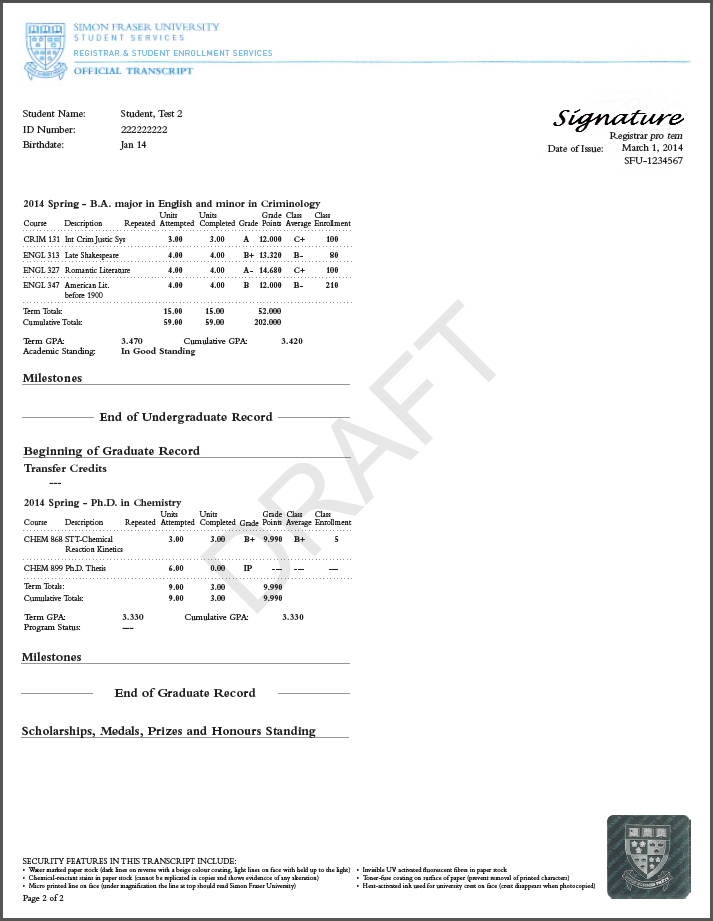 SIMON FRASER UNIVERSITY
STUDENT SERVICES
REGISTRAR & STUDENT ENROLLMENT SERVICES
OFFICIAL TRANSCRIPT
Student Name: Student, Test 2
ID Number: 222222222
Birthdate: Jan 14
Signature
Registrar pro tem
Date of Issue: March 1, 2014
SFU-1234567
2014 Spring - B.A. major in English and minor in Criminology
Units Units Grade Class Class
Course Description Repeated Attempted Completed Grade Points Average Enrollment
CRIM 131 Int Crim Justic Sys 3.00 3.00 A 12.000 C+ 100
ENGL 313 Late Shakespeare 4.00 4.00 B+ 13.320 B- 80
ENGL 327 Romantic Literature 4.00 4.00 A- 14.680 C+ 100
ENGL 347 American Lit. 4.00 4.00 B 12.000 B- 210
before 1900
Term Totals: 15.00 15.00 52.000
Cumulative Totals: 59.00 59.00 202.000
Term GPA: 3.470 Cumulative GPA: 3.420
Academic Standing: In Good Standing
Milestones
End of Undergraduate Record
Beginning of Graduate Record
Transfer Credits
---
2014 Spring - Ph.D. in Chemistry
Units Units Grade Class Class
Course Description Repeated Attempted Completed Grade Points Average Enrollment
CHEM 868 STT-Chemical 3.00 3.00 B+ 9.990 B+ 5
Reaction Kinetics
CHEM 899 Ph.D. Thesis 6.00 0.00 IP --- --- ---
Term Totals: 9.00 3.00 9.990
Cumulative Totals: 9.00 3.00 9.990
Term GPA: 3.330 Cumulative GPA: 3.330
Program Status: ---
Milestones
End of Graduate Record
Scholarships, Medals, Prizes and Honours Standing
DRAFT
SECURITY FEATURES IN THIS TRANSCRIPT INCLUDE:
• Water marked paper stock (dark lines on reverse with a beige colour coating, light lines on face with held up to the light)
• Chemical-reactant stains in paper stock (cannot be replicated in copies and shows evidence of any alteration)
• Micro printed line on face (under magnification the line at top should read Simon Fraser University)
• Invisible UV activated fluorescent fibres in paper stock
• Toner-fuse coating on surface of paper (prevent removal of printed characters)
• Heat-activated ink used for university crest on face (crest disappears when photocopied)
Page 2 of 2